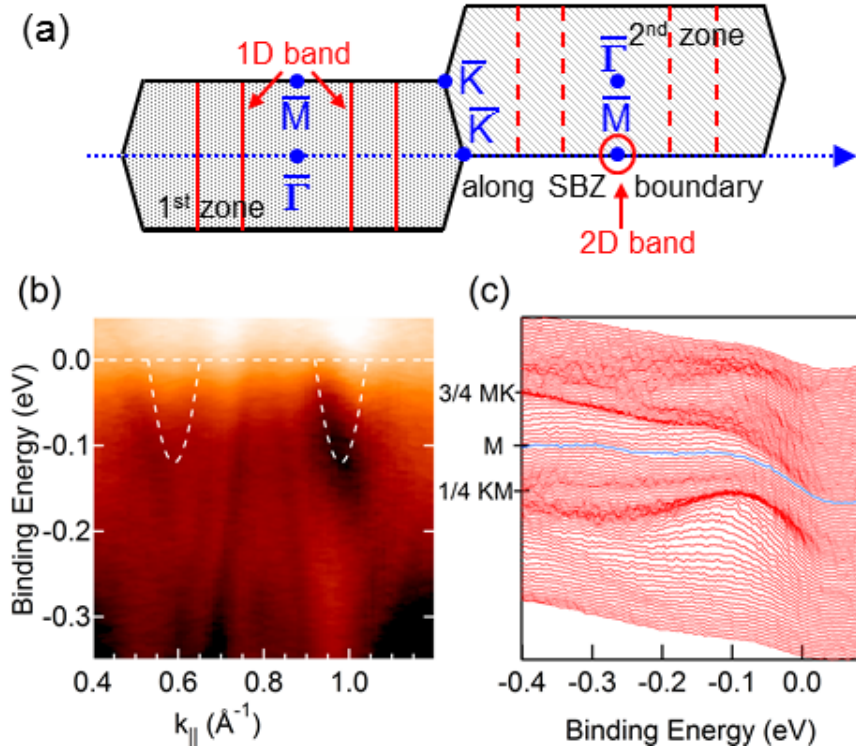 (a)
1D band
2nd zone
Γ̅
K̅
M̅
M̅
K̅
Γ̅
1st zone
along SBZ boundary
2D band
(b)
(c)
0.0
-0.1
-0.2
-0.3
Binding Energy (eV)
0.4 0.6 0.8 1.0
k|| (Å-1)
3/4 MK
M
1/4 KM
-0.4 -0.3 -0.2 -0.1 0.0
Binding Energy (eV)